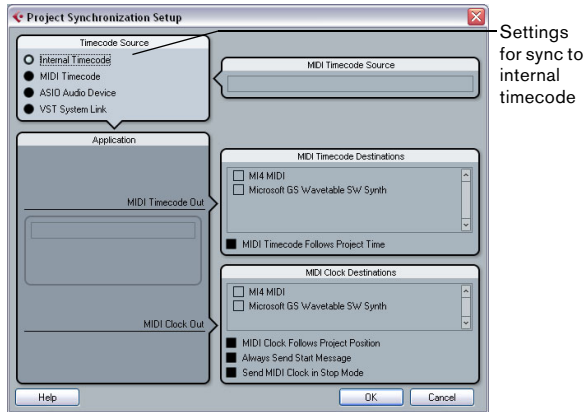 Project Synchronization Setup
Timecode Source
Internal Timecode
MIDI Timecode
ASIO Audio Device
VST System Link
MIDI Timecode Source
Settings
for sync to
internal
timecode
Application
MIDI Timecode Out
MIDI Clock Out
MIDI Timecode Destinations
MI4 MIDI
Microsoft GS Wavetable SW Synth
MIDI Timecode Follows Project Time
MIDI Clock Destinations
MI4 MIDI
Microsoft GS Wavetable SW Synth
MIDI Clock Follows Project Position
Always Send Start Message
Send MIDI Clock in Stop Mode
Help
OK
Cancel